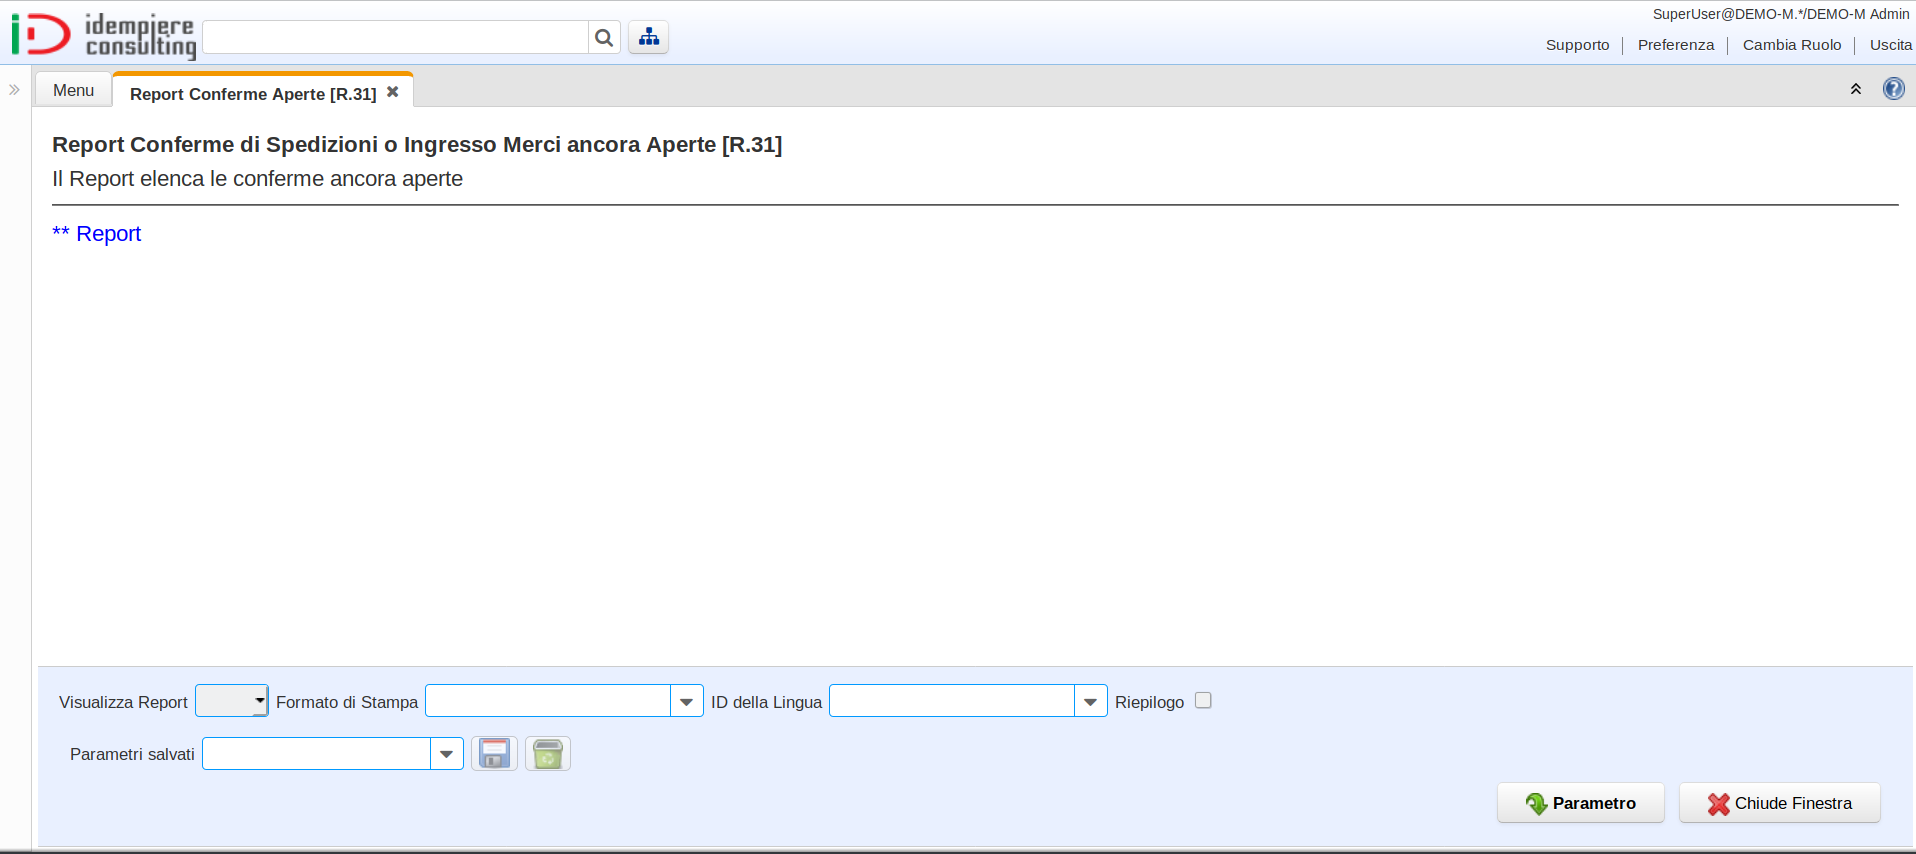 SuperUser@DEMO-M.*/DEMO-M Admin
idempiere
consulting
Supporto
Preferenza
Cambia Ruolo
Uscita
Menu
Report Conferme Aperte [R.31]
Report Conferme di Spedizioni o Ingresso Merci ancora Aperte [R.31]
Il Report elenca le conferme ancora aperte
** Report
Visualizza Report
Formato di Stampa
ID della Lingua
Riepilogo
Parametri salvati
Parametro
Chiude Finestra